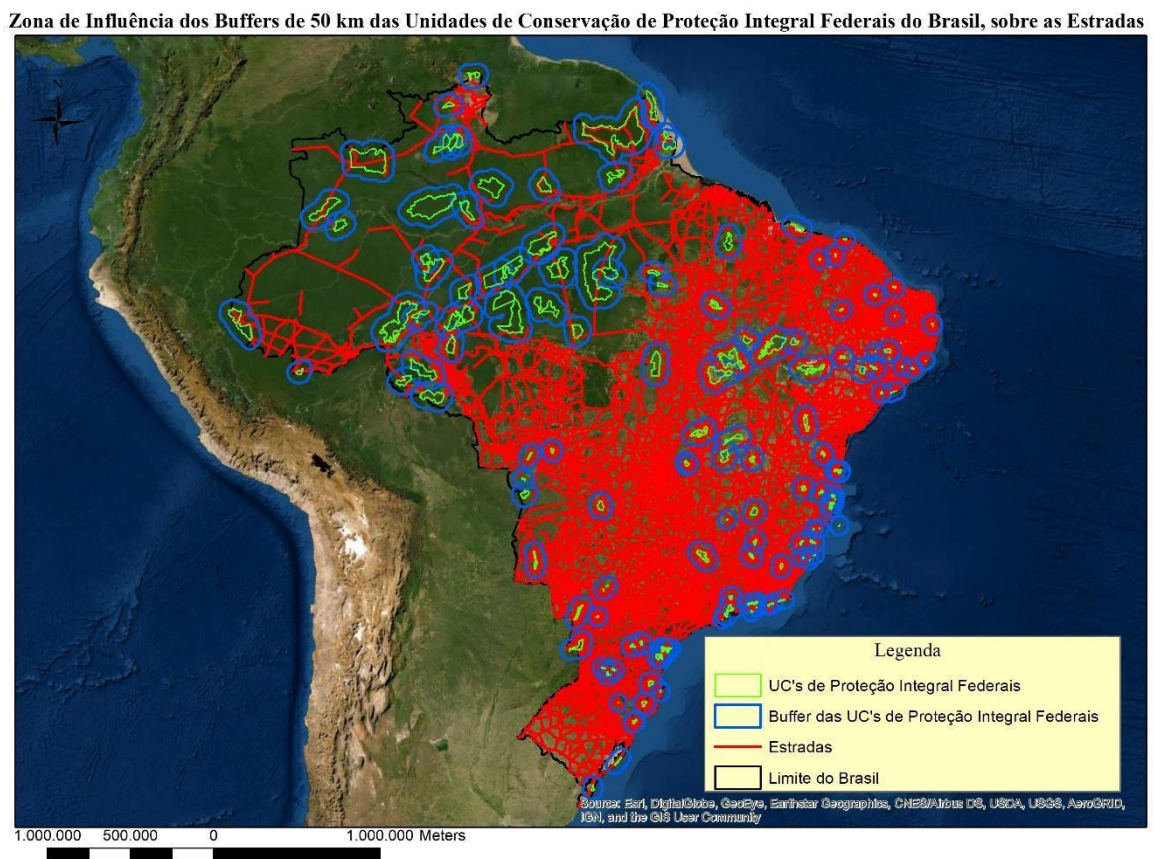 Zona de Influência dos Buffers de 50 km das Unidades de Conservação de Proteção Integral Federais do Brasil, sobre as Estradas
N
Legenda
UC's de Proteção Integral Federais
Buffer das UC's de Proteção Integral Federais
Estradas
Limite do Brasil
Source: Esri, DigitalGlobe, GeoEye, Earthstar Geographics, CNES/Airbus DS, USDA, USGS, AeroGRID,
IGN, and the GIS User Community
1.000.000 500.000 0 1.000.000 Meters